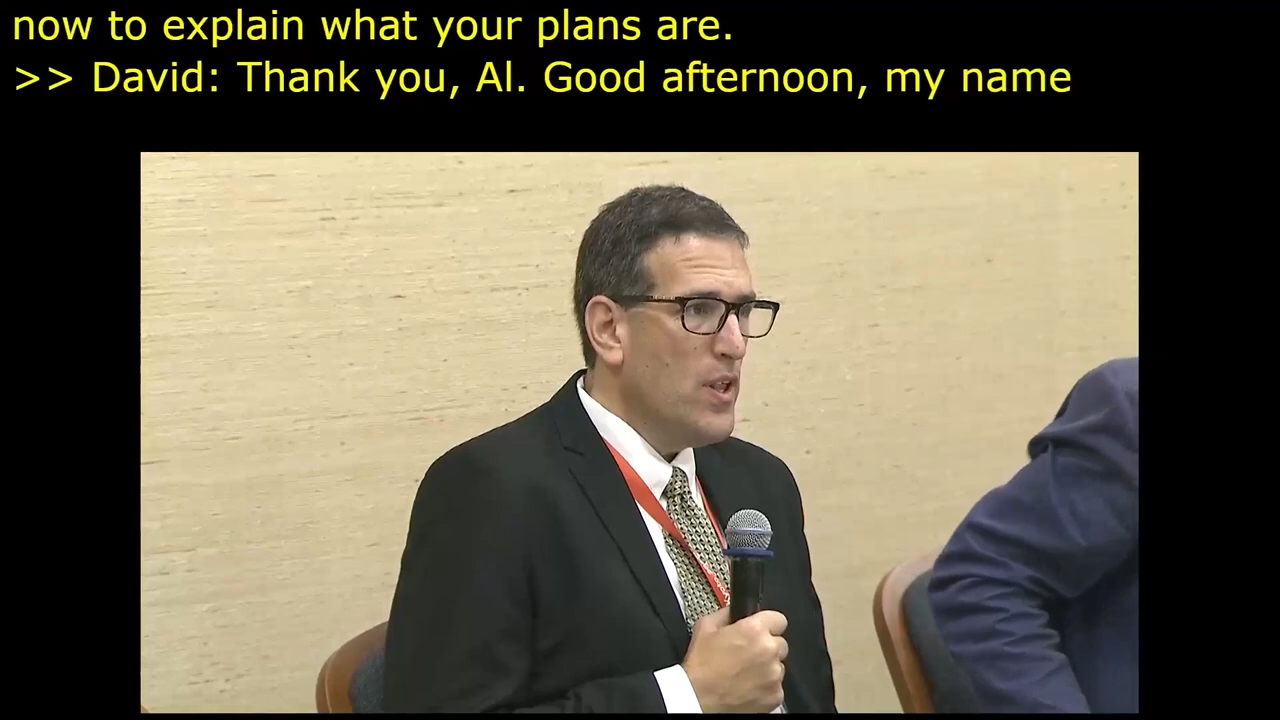 now to explain what your plans are.
>> David: Thank you, Al. Good afternoon, my name